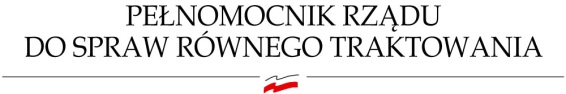 PEŁNOMOCNIK RZĄDU
DO SPRAW RÓWNEGO TRAKTOWANIA